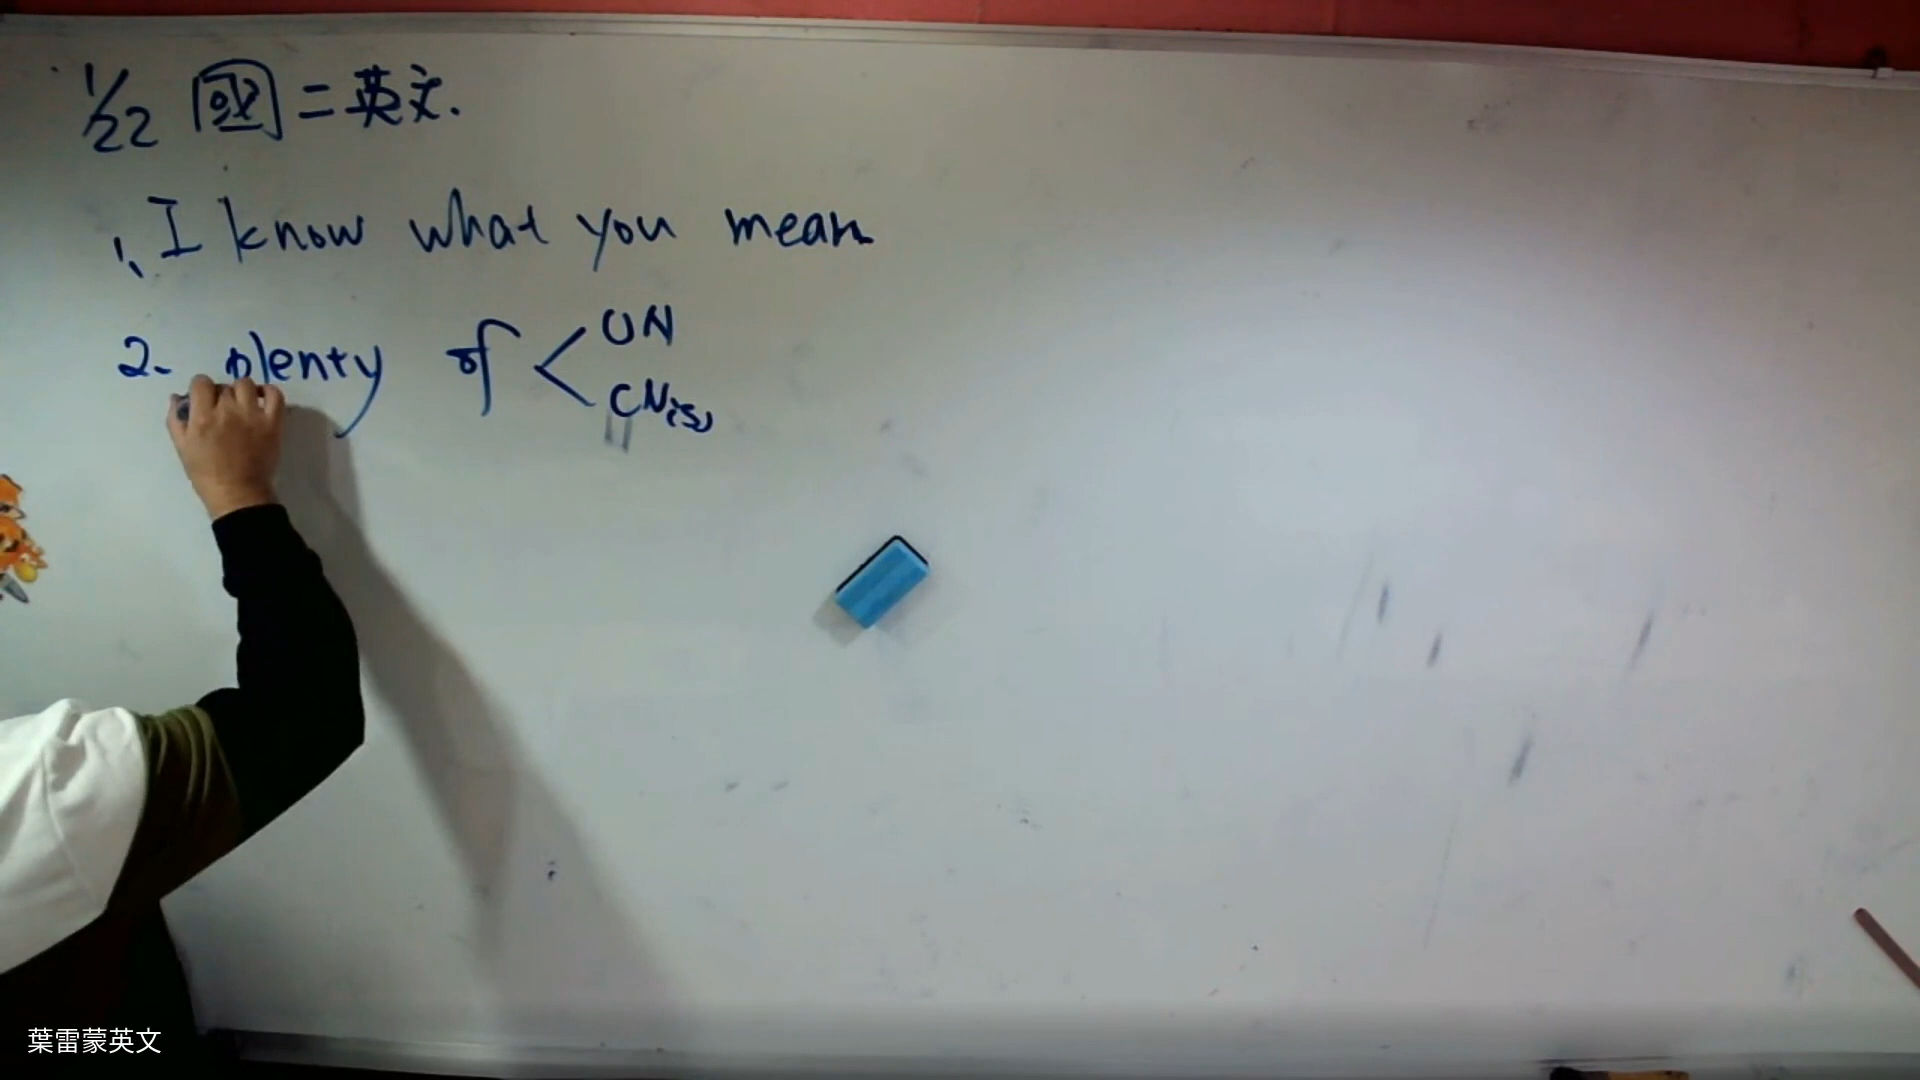 1/22 國二英文.
1、I know what you mean
2. plenty of < UN
CN(s)
葉雷蒙英文